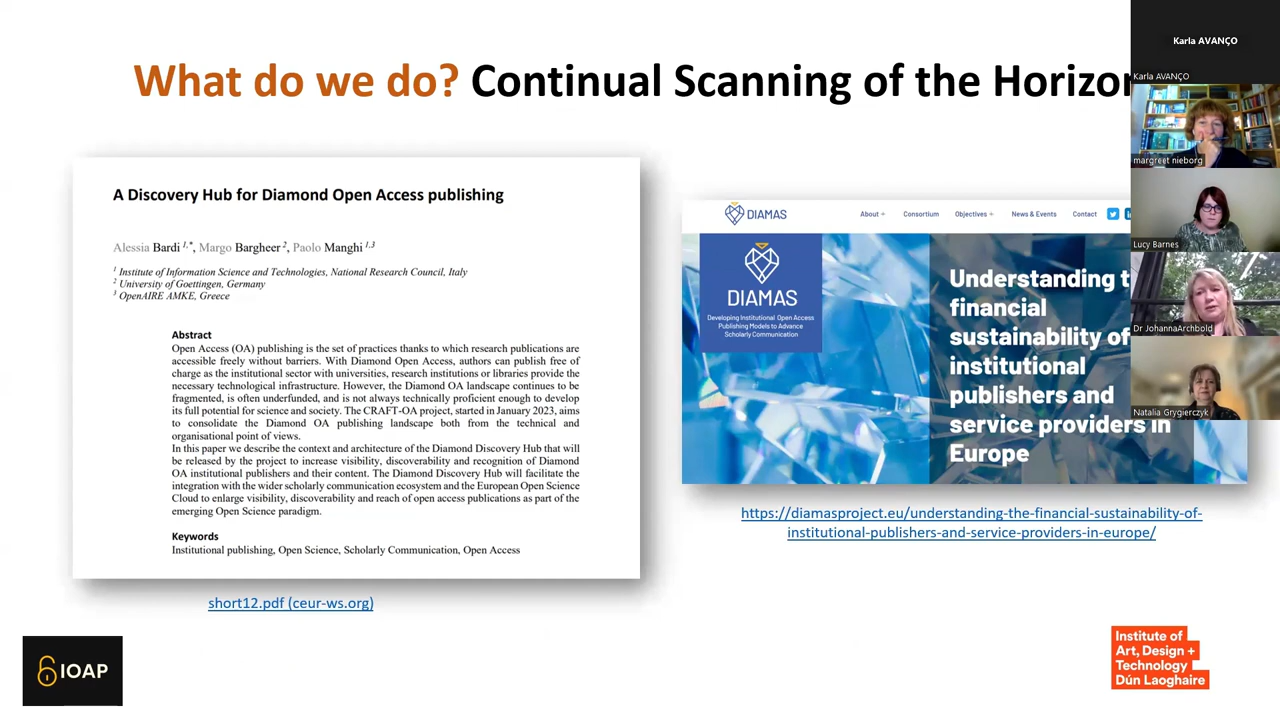 What do we do? Continual Scanning of the Horizo
A Discovery Hub for Diamond Open Access publishing
Alessia Bardi 1,*, Margo Bargheer 2, Paolo Manghi 1,3
1 Institute of Information Science and Technologies, National Research Council, Italy
2 University of Goettingen, Germany
3 OpenAIRE AMKE, Greece
Abstract
Open Access (OA) publishing is the set of practices thanks to which research publications are
accessible freely without barriers. With Diamond Open Access, authors can publish free of
charge as the institutional sector with universities, research institutions or libraries provide the
necessary technological infrastructure. However, the Diamond OA landscape continues to be
fragmented, is often underfunded, and is not always technically proficient enough to develop
its full potential for science and society. The CRAFT-OA project, started in January 2023, aims
to consolidate the Diamond OA publishing landscape both from the technical and
organisational point of views.
In this paper we describe the context and architecture of the Diamond Discovery Hub that will
be released by the project to increase visibility, discoverability and recognition of Diamond
OA institutional publishers and their content. The Diamond Discovery Hub will facilitate the
integration with the wider scholarly communication ecosystem and the European Open Science
Cloud to enlarge visibility, discoverability and reach of open access publications as part of the
emerging Open Science paradigm.
Keywords
Institutional publishing, Open Science, Scholarly Communication, Open Access
short12.pdf (ceur-ws.org)
DIAMAS
About + Consortium Objectives + News & Events Contact
DIAMAS
Developing Institutional Open Access
Publishing Models to Advance
Scholarly Communication
Understanding t
financial
sustainability of
institutional
publishers and
service providers in
Europe
https://diamasproject.eu/understanding-the-financial-sustainability-of-
institutional-publishers-and-service-providers-in-europe/
Karla AVANÇO
Karla AVANÇO
margreet nieborg
Lucy Barnes
Dr JohannaArchbold
Natalia Grygierczyk
IOAP
Institute of
Art, Design +
Technology
Dún Laoghaire